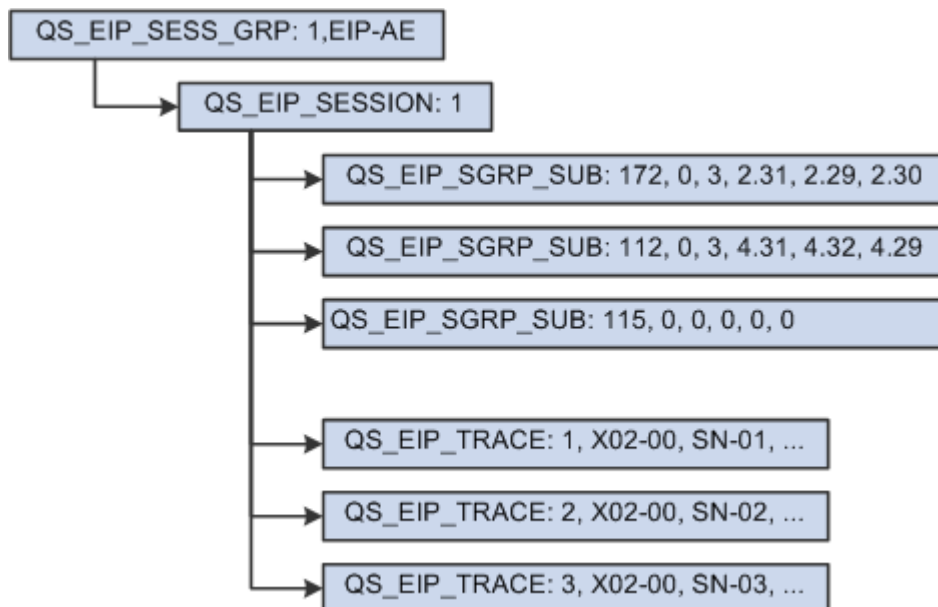 QS_EIP_SESS_GRP: 1,EIP-AE
QS_EIP_SESSION: 1
QS_EIP_SGRP_SUB: 172, 0, 3, 2.31, 2.29, 2.30
QS_EIP_SGRP_SUB: 112, 0, 3, 4.31, 4.32, 4.29
QS_EIP_SGRP_SUB: 115, 0, 0, 0, 0, 0
QS_EIP_TRACE: 1, X02-00, SN-01, ...
QS_EIP_TRACE: 2, X02-00, SN-02, ...
QS_EIP_TRACE: 3, X02-00, SN-03, ...